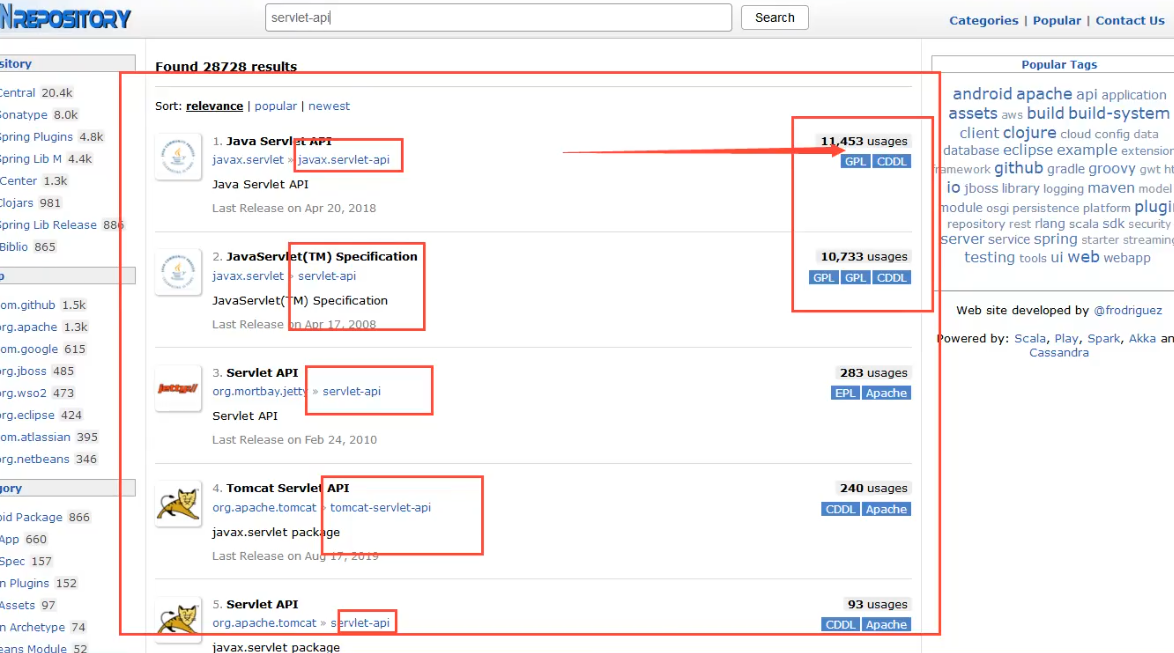 NREPOSITORY
servlet-api
Search
Categories | Popular | Contact Us
sitory
Central 20.4k
Sonatype 8.0k
Spring Plugins 4.8k
Spring Lib M 4.4k
Center 1.3k
Clojars 981
Spring Lib Release 886
Biblio 865
p
om.github 1.5k
org.apache 1.3k
om.google 615
org.jboss 485
org.wso2 473
org.eclipse 424
om.atlassian 395
org.netbeans 346
gory
oid Package 866
App 660
Spec 157
n Plugins 152
Assets 97
n Archetype 74
eans Module 52
Found 28728 results
Sort: relevance | popular | newest
1. Java Servlet API
11,453 usages
javax.servlet » javax.servlet-api
GPL CDDL
Java Servlet API
Last Release on Apr 20, 2018
2. JavaServlet(TM) Specification
10,733 usages
javax.servlet » servlet-api
GPL GPL CDDL
JavaServlet(TM) Specification
Last Release on Apr 17, 2008
jetty://
3. Servlet API
283 usages
org.mortbay.jetty » servlet-api
EPL Apache
Servlet API
Last Release on Feb 24, 2010
4. Tomcat Servlet API
240 usages
org.apache.tomcat » tomcat-servlet-api
CDDL Apache
javax.servlet package
Last Release on Aug 17, 2019
5. Servlet API
93 usages
org.apache.tomcat » servlet-api
CDDL Apache
javax.servlet package
Popular Tags
android apache api application
assets aws build build-system
client clojure cloud config data
database eclipse example extension
framework github gradle groovy gwt ht
io jboss library logging maven model
module osgi persistence platform plugi
repository rest rlang scala sdk security
server service spring starter streaming
testing tools ui web webapp
Web site developed by @frodriguez
Powered by: Scala, Play, Spark, Akka an
Cassandra